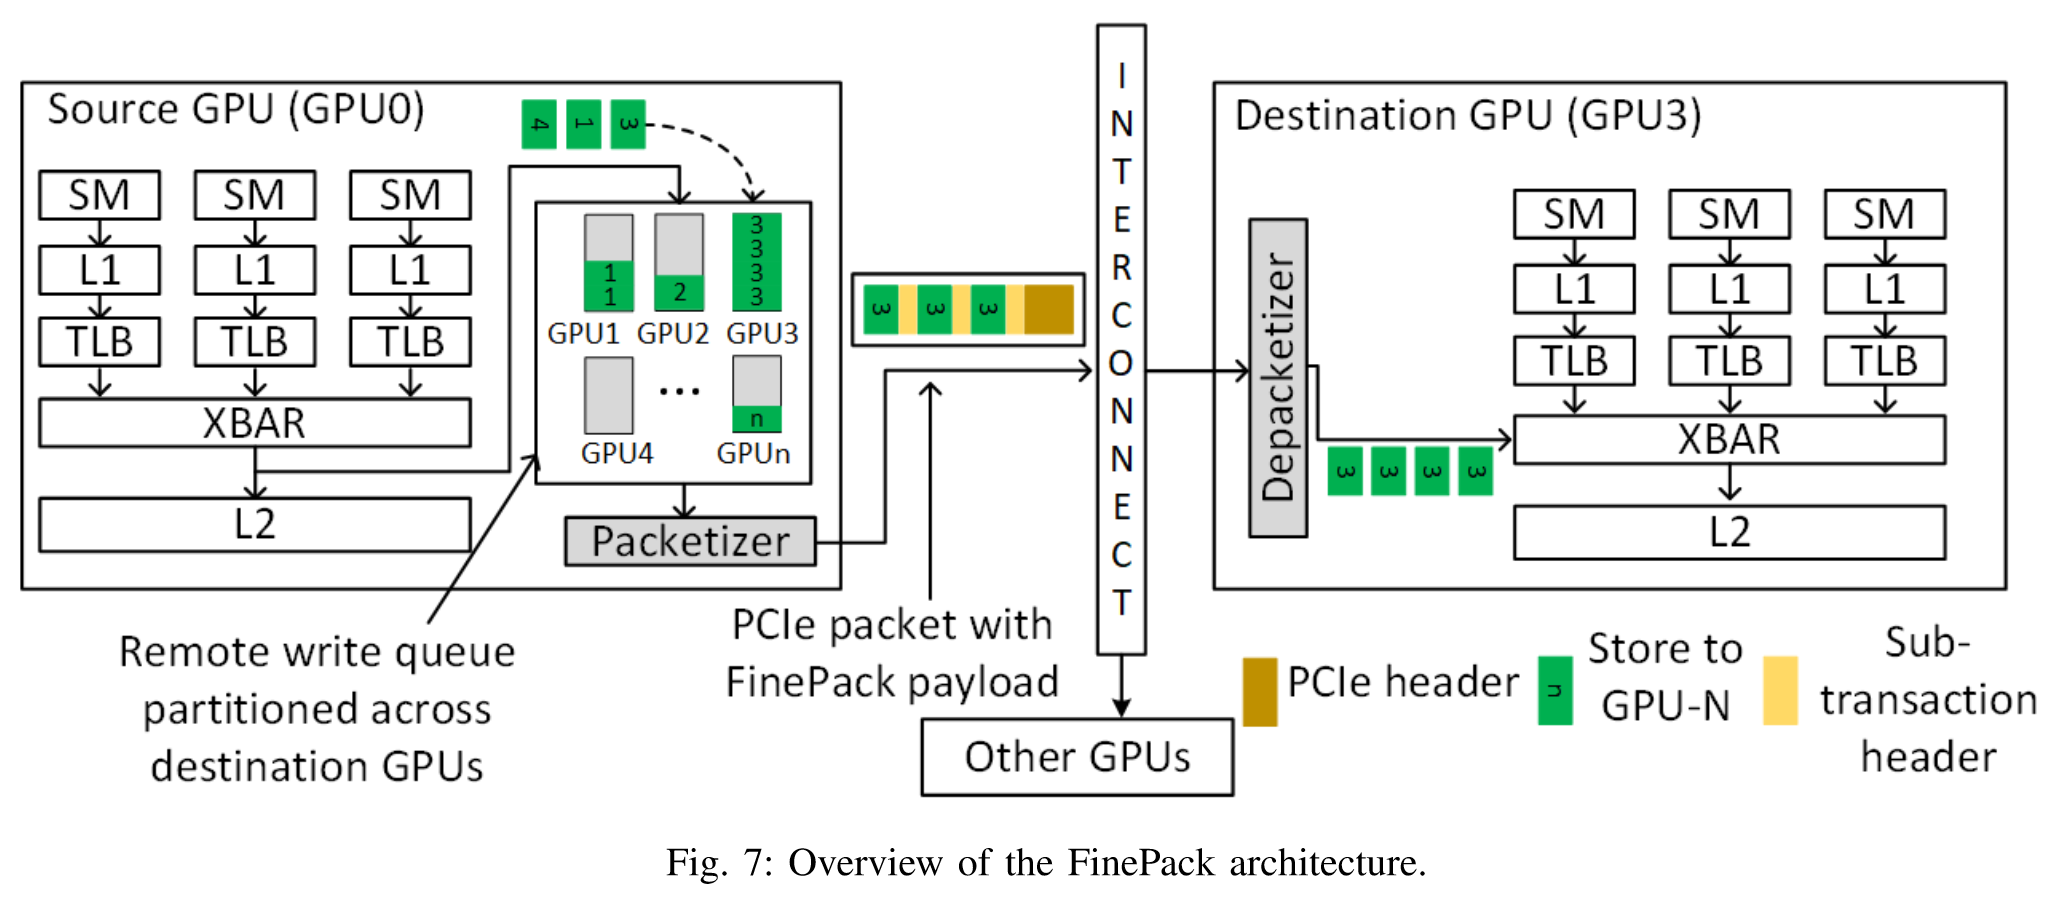 Source GPU (GPU0)
4 1 3
SM SM SM
L1 L1 L1
TLB TLB TLB
XBAR
L2
1
1
2
3
3
3
3
GPU1 GPU2 GPU3
...
n
GPU4 GPUn
Packetizer
Remote write queue
partitioned across
destination GPUs
3 3 3
PCIe packet with
FinePack payload
INTERCONNECT
Other GPUs
Destination GPU (GPU3)
Depacketizer
SM SM SM
L1 L1 L1
TLB TLB TLB
XBAR
3 3 3 3
L2
PCIe header
n
Store to
GPU-N
Sub-
transaction
header
Fig. 7: Overview of the FinePack architecture.